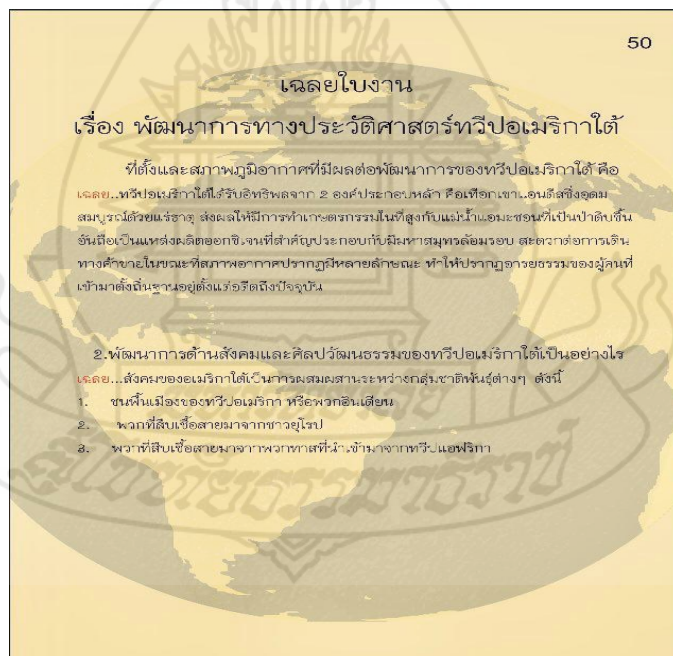 50
เฉลยใบงาน
เรื่อง พัฒนาการทางประวัติศาสตร์ทวีปอเมริกาใต้
ที่ตั้งและสภาพภูมิอากาศที่มีผลต่อพัฒนาการของทวีปอเมริกาใต้ คือ
เฉลย..ทวีปอเมริกาใต้ได้รับอิทธิพลจาก 2 องค์ประกอบหลัก คือเทือกเขา..อนดีสซึ่งอุดม
สมบูรณ์ด้วยแร่ธาตุ ส่งผลให้มีการทำเกษตรกรรมในที่สูงกับแม่น้ำแอมะซอนที่เป็นป่าดิบชื้น
อันถือเป็นแหล่งผลิตออกซิเจนที่สำคัญประกอบกับมีมหาสมุทรล้อมรอบ สะดวกต่อการเดิน
ทางค้าขายในขณะที่สภาพอากาศปรากฏมีหลายลักษณะ ทำให้ปรากฏอารยธรรมของผู้คนที่
เข้ามาตั้งถิ่นฐานอยู่ตั้งแต่อดีตถึงปัจจุบัน
2.พัฒนาการด้านสังคมและศิลปวัฒนธรรมของทวีปอเมริกาใต้เป็นอย่างไร
เฉลย...สังคมของอเมริกาใต้เป็นการผสมผสานระหว่างกลุ่มชาติพันธุ์ต่างๆ ดังนี้
1. ชนพื้นเมืองของทวีปอเมริกา หรือพวกอินเดียน
2. พวกที่สืบเชื้อสายมาจากชาวยุโรป
3. พวกที่สืบเชื้อสายมาจากพวกทาสที่นำเข้ามาจากทวีปแอฟริกา
มหาวิทยาลัยสุโขทัยธรรมาธิราช